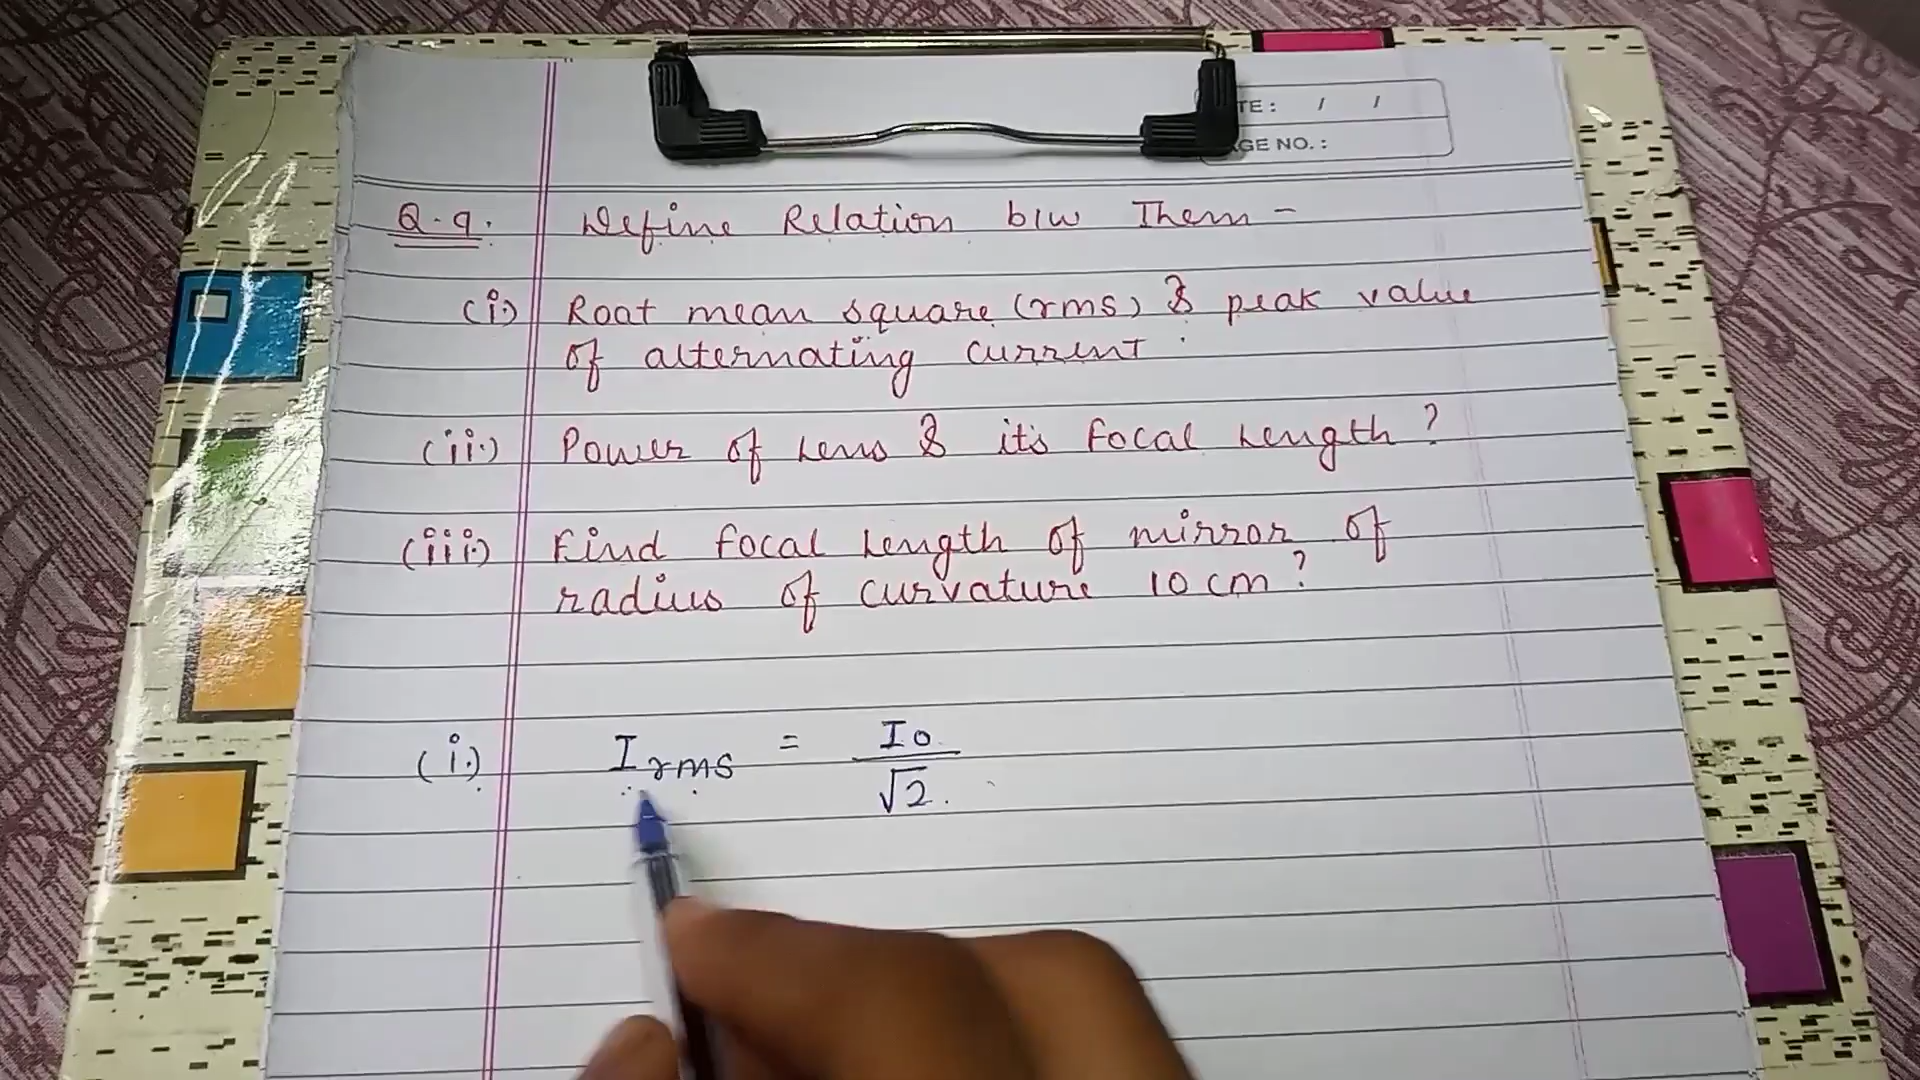 TE: / /
GE NO.:
Q.9. Define Relation b/w Them -
(i.) Root mean square (rms) & peak value
of alternating current.
(ii.) Power of Lens & its Focal Length?
(iii.) Find focal Length of mirror of
radius of curvature 10 cm?
(i.) Irms = I0/√2.